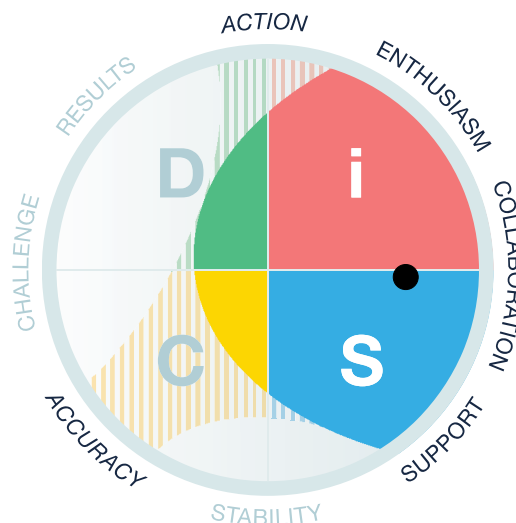 ACTION
ENTHUSIASM
COLLABORATION
SUPPORT
STABILITY
ACCURACY
CHALLENGE
RESULTS
D
i
C
S